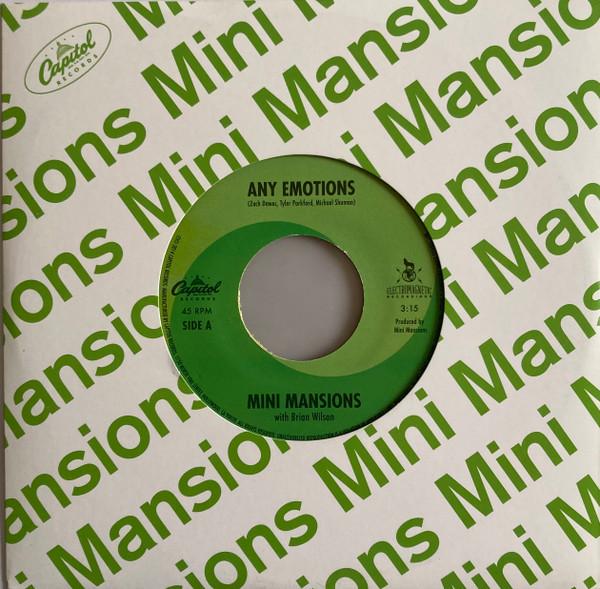 Capitol
RECORDS
Mini Mansions
Mini Mansions
Mini Mansions
Mini Mansions
Mini Mansions
Mini Mansions
ANY EMOTIONS
(Zach Dawes, Tyler Parkford, Michael Shuman)
Capitol
RECORDS
45 RPM
SIDE A
ELECTROMAGNETIC
RECORDINGS
3:15
Produced by
Mini Mansions
MINI MANSIONS
with Brian Wilson